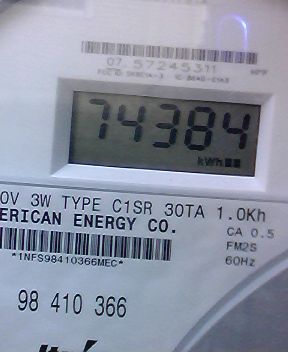 07 57245311
74384
kWh
0V 3W TYPE C1SR 30TA 1.0Kh
ERICAN ENERGY CO.
CA 0.5
FM2S
*1NFS98410366MEC*
60Hz
98 410 366